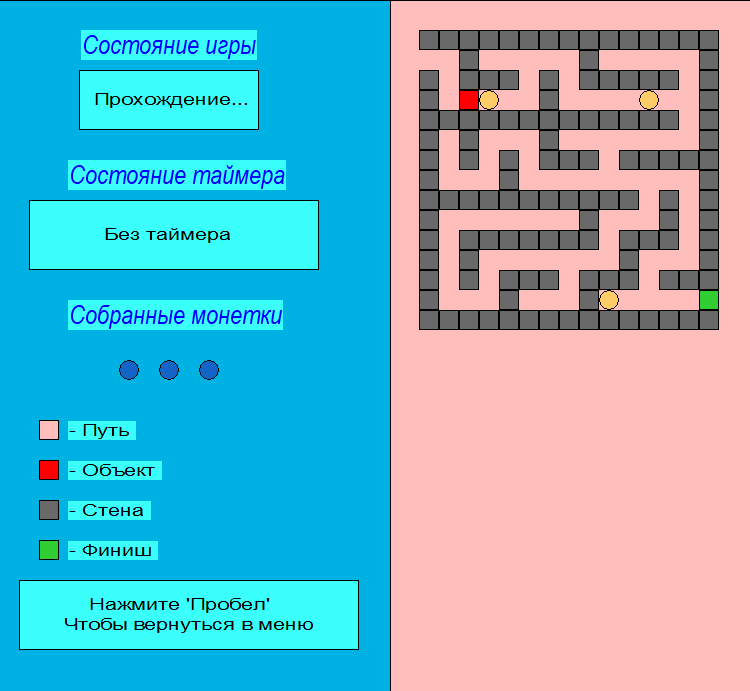 Состояние игры
Прохождение...
Состояние таймера
Без таймера
Собранные монетки
- Путь
- Объект
- Стена
- Финиш
Нажмите 'Пробел'
Чтобы вернуться в меню